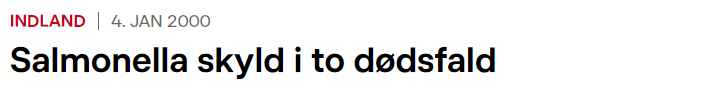 INDLAND | 4. JAN 2000
Salmonella skyld i to dødsfald